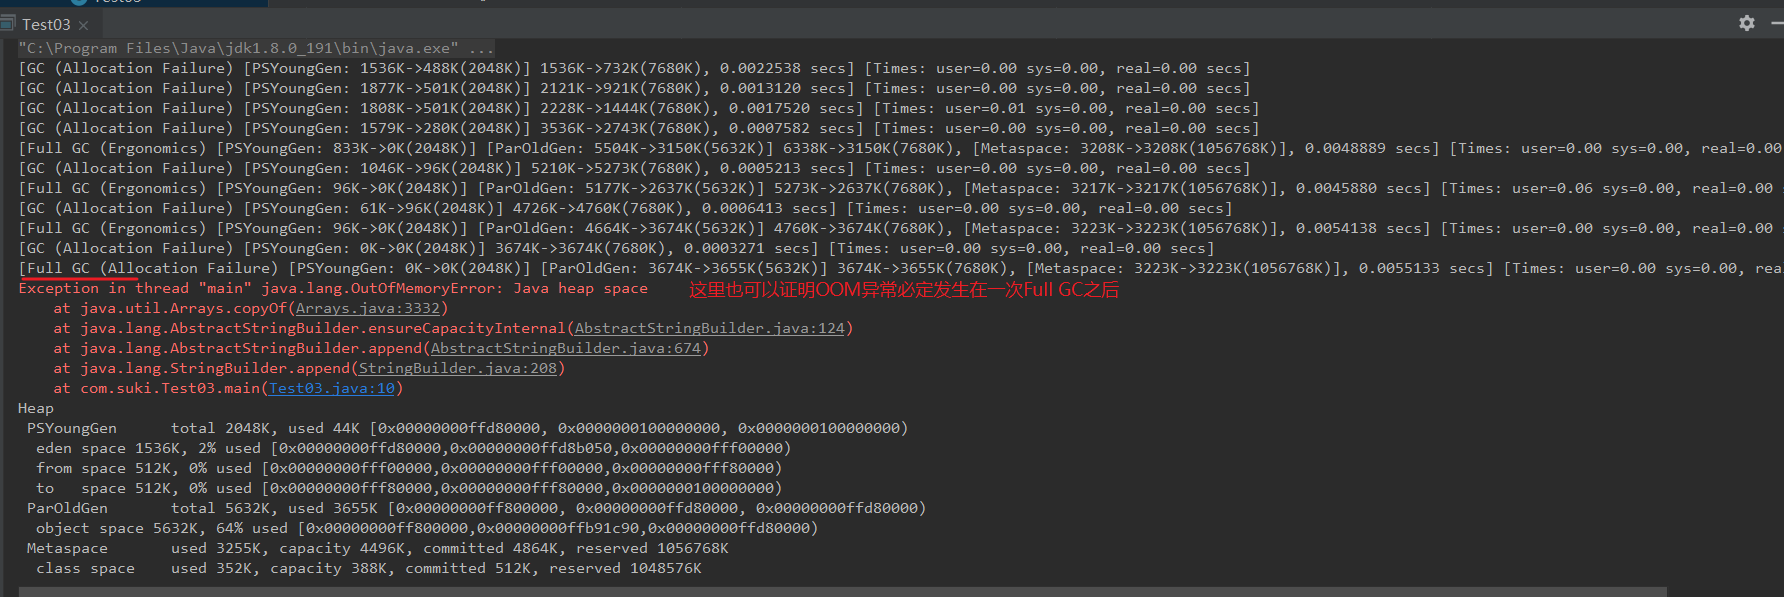 Test03
"C:\Program Files\Java\jdk1.8.0_191\bin\java.exe" ...
[GC (Allocation Failure) [PSYoungGen: 1536K->488K(2048K)] 1536K->732K(7680K), 0.0022538 secs] [Times: user=0.00 sys=0.00, real=0.00 secs]
[GC (Allocation Failure) [PSYoungGen: 1877K->501K(2048K)] 2121K->921K(7680K), 0.0013120 secs] [Times: user=0.00 sys=0.00, real=0.00 secs]
[GC (Allocation Failure) [PSYoungGen: 1808K->501K(2048K)] 2228K->1444K(7680K), 0.0017520 secs] [Times: user=0.01 sys=0.00, real=0.00 secs]
[GC (Allocation Failure) [PSYoungGen: 1579K->280K(2048K)] 3536K->2743K(7680K), 0.0007582 secs] [Times: user=0.00 sys=0.00, real=0.00 secs]
[Full GC (Ergonomics) [PSYoungGen: 833K->0K(2048K)] [ParOldGen: 5504K->3150K(5632K)] 6338K->3150K(7680K), [Metaspace: 3208K->3208K(1056768K)], 0.0048889 secs] [Times: user=0.00 sys=0.00, real=0.00
[GC (Allocation Failure) [PSYoungGen: 1046K->96K(2048K)] 5210K->5273K(7680K), 0.0005213 secs] [Times: user=0.00 sys=0.00, real=0.00 secs]
[Full GC (Ergonomics) [PSYoungGen: 96K->0K(2048K)] [ParOldGen: 5177K->2637K(5632K)] 5273K->2637K(7680K), [Metaspace: 3217K->3217K(1056768K)], 0.0045880 secs] [Times: user=0.06 sys=0.00, real=0.00
[GC (Allocation Failure) [PSYoungGen: 61K->96K(2048K)] 4726K->4760K(7680K), 0.0006413 secs] [Times: user=0.00 sys=0.00, real=0.00 secs]
[Full GC (Ergonomics) [PSYoungGen: 96K->0K(2048K)] [ParOldGen: 4664K->3674K(5632K)] 4760K->3674K(7680K), [Metaspace: 3223K->3223K(1056768K)], 0.0054138 secs] [Times: user=0.00 sys=0.00, real=0.00
[GC (Allocation Failure) [PSYoungGen: 0K->0K(2048K)] 3674K->3674K(7680K), 0.0003271 secs] [Times: user=0.00 sys=0.00, real=0.00 secs]
[Full GC (Allocation Failure) [PSYoungGen: 0K->0K(2048K)] [ParOldGen: 3674K->3655K(5632K)] 3674K->3655K(7680K), [Metaspace: 3223K->3223K(1056768K)], 0.0055133 secs] [Times: user=0.00 sys=0.00, real=
Exception in thread "main" java.lang.OutOfMemoryError: Java heap space 这里也可以证明OOM异常必定发生在一次Full GC之后
at java.util.Arrays.copyOf(Arrays.java:3332)
at java.lang.AbstractStringBuilder.ensureCapacityInternal(AbstractStringBuilder.java:124)
at java.lang.AbstractStringBuilder.append(AbstractStringBuilder.java:674)
at java.lang.StringBuilder.append(StringBuilder.java:208)
at com.suki.Test03.main(Test03.java:10)
Heap
PSYoungGen total 2048K, used 44K [0x00000000ffd80000, 0x0000000100000000, 0x0000000100000000)
eden space 1536K, 2% used [0x00000000ffd80000,0x00000000ffd8b050,0x00000000fff00000)
from space 512K, 0% used [0x00000000fff00000,0x00000000fff00000,0x00000000fff80000)
to space 512K, 0% used [0x00000000fff80000,0x00000000fff80000,0x0000000100000000)
ParOldGen total 5632K, used 3655K [0x00000000ff800000, 0x00000000ffd80000, 0x00000000ffd80000)
object space 5632K, 64% used [0x00000000ff800000,0x00000000ffb91c90,0x00000000ffd80000)
Metaspace used 3255K, capacity 4496K, committed 4864K, reserved 1056768K
class space used 352K, capacity 388K, committed 512K, reserved 1048576K